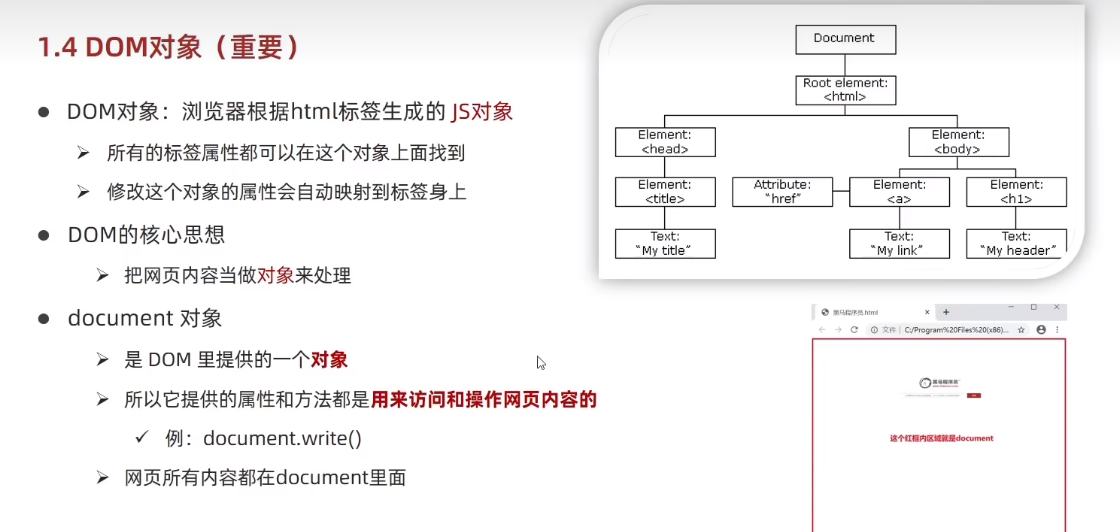 1.4 DOM对象（重要）
DOM对象：浏览器根据html标签生成的 JS对象
所有的标签属性都可以在这个对象上面找到
修改这个对象的属性会自动映射到标签身上
DOM的核心思想
把网页内容当做对象来处理
document 对象
是 DOM 里提供的一个对象
所以它提供的属性和方法都是用来访问和操作网页内容的
例：document.write()
网页所有内容都在document里面
Document
Root element:
<html>
Element:
<head>
Element:
<body>
Element:
<title>
Attribute:
“href”
Element:
<a>
Element:
<h1>
Text:
“My title”
Text:
“My link”
Text:
“My header”
黑马程序员.html
文件
C:/Program%20Files%20(x86)...
黑马程序员
这个红框内区域就是document